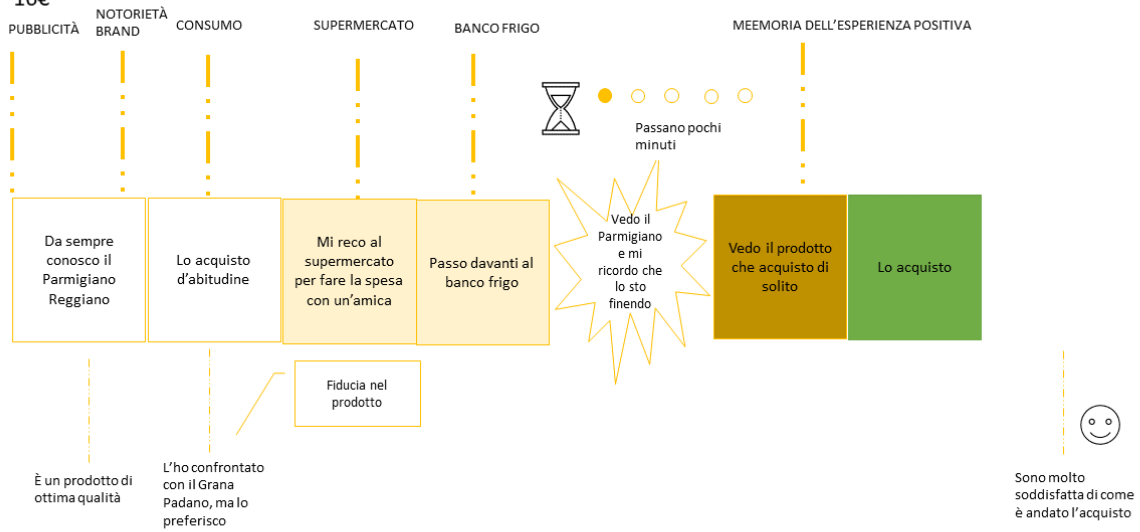 10€
PUBBLICITÀ
NOTORIETÀ
BRAND
CONSUMO
SUPERMERCATO
BANCO FRIGO
MEEMORIA DELL'ESPERIENZA POSITIVA
Passano pochi
minuti
Da sempre
conosco il
Parmigiano
Reggiano
Lo acquisto
d'abitudine
Mi reco al
supermercato
per fare la spesa
con un'amica
Passo davanti al
banco frigo
Vedo il
Parmigiano
e mi
ricordo che
lo sto
finendo
Vedo il prodotto
che acquisto di
solito
Lo acquisto
Fiducia nel
prodotto
È un prodotto di
ottima qualità
L'ho confrontato
con il Grana
Padano, ma lo
preferisco
Sono molto
soddisfatta di come
è andato l'acquisto